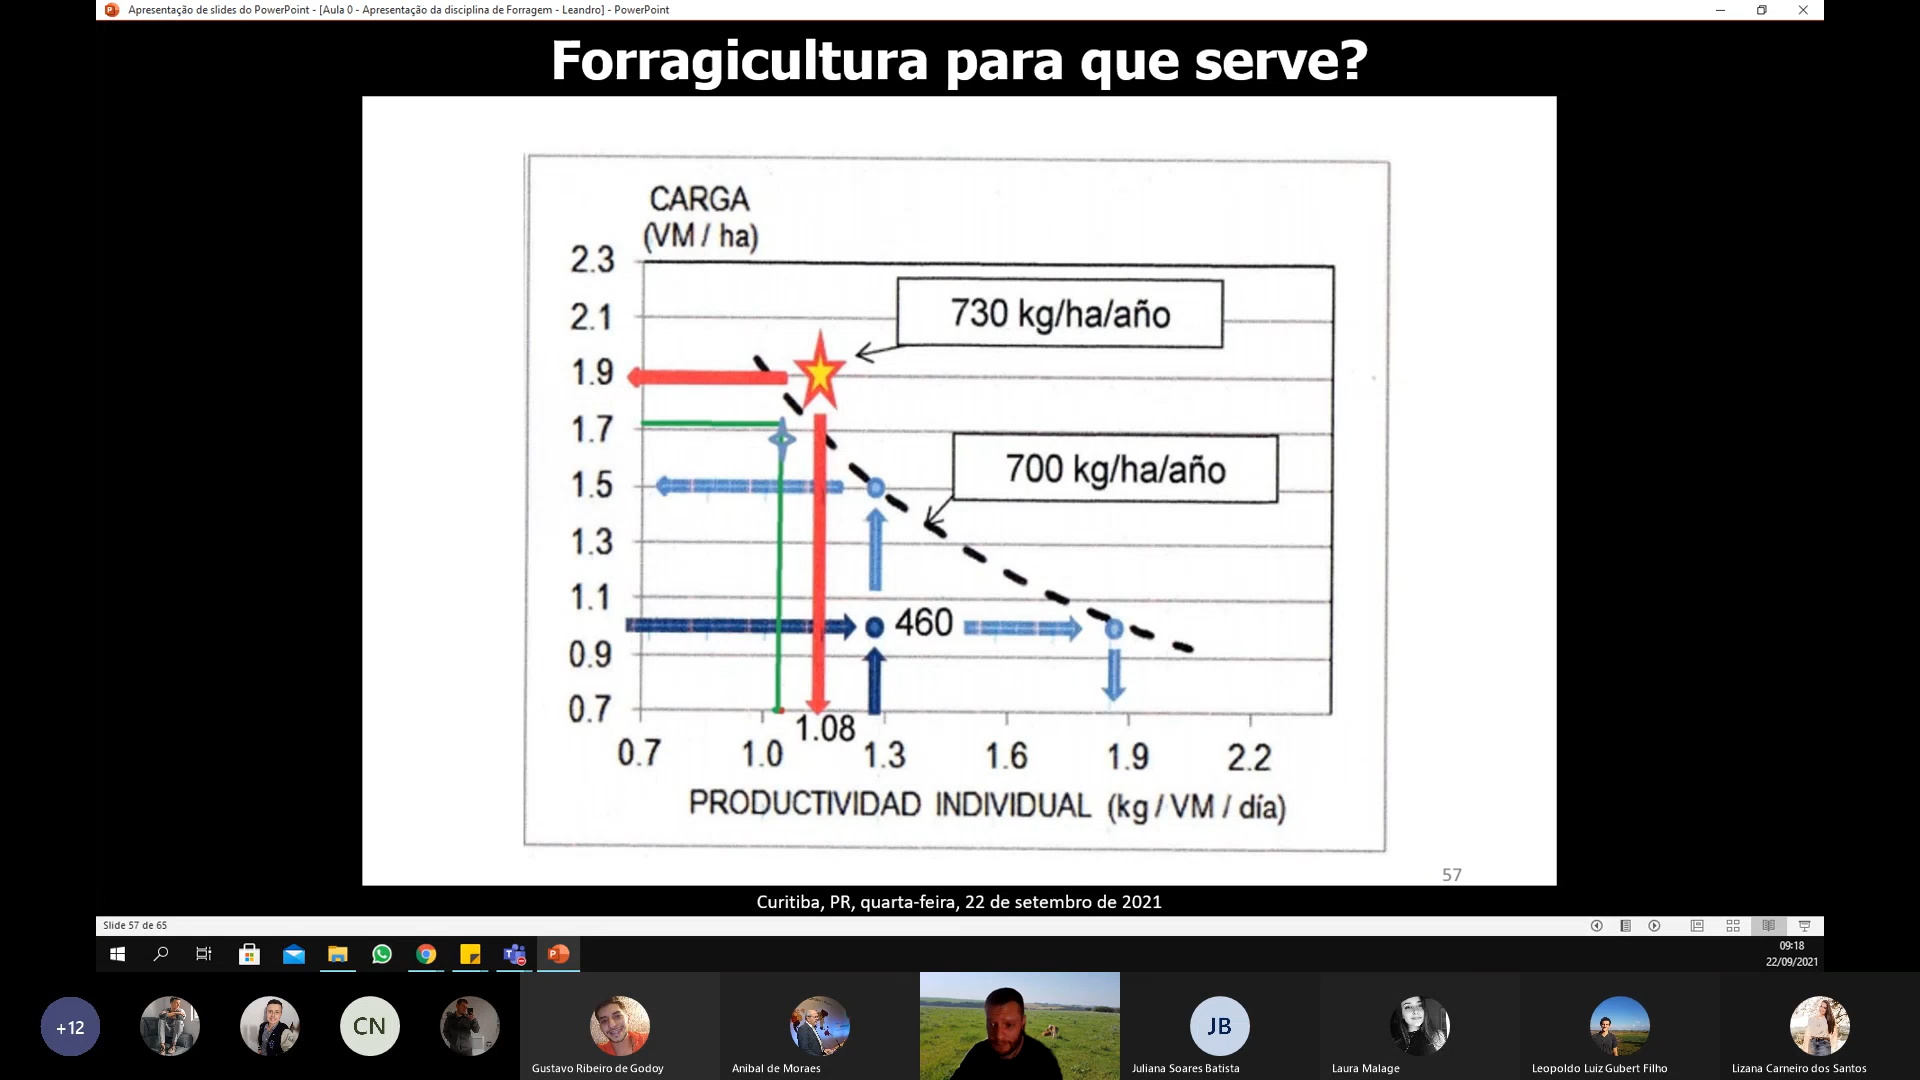 Apresentação de slides do PowerPoint - [Aula 0 - Apresentação da disciplina de Forragem - Leandro] - PowerPoint
Forragicultura para que serve?
CARGA
(VM / ha)
2.3
2.1
1.9
1.7
1.5
1.3
1.1
0.9
0.7
730 kg/ha/año
700 kg/ha/año
460
1.08
0.7 1.0 1.3 1.6 1.9 2.2
PRODUCTIVIDAD INDIVIDUAL (kg / VM / día)
57
Curitiba, PR, quarta-feira, 22 de setembro de 2021
Slide 57 de 65
09:18
22/09/2021
+12
CN
JB
Gustavo Ribeiro de Godoy
Anibal de Moraes
Juliana Soares Batista
Laura Malage
Leopoldo Luiz Gubert Filho
Lizana Carneiro dos Santos